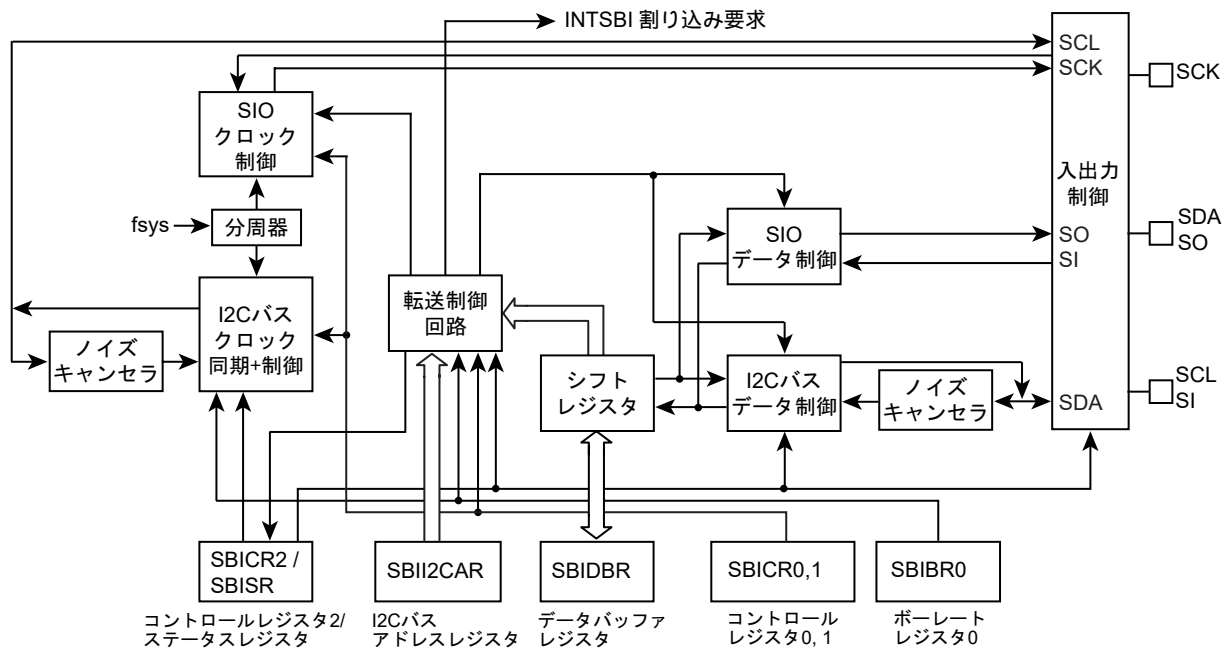 INTSBI 割り込み要求
SCL
SCK
SCK
SIO
クロック
制御
入出力
制御
fsys
分周器
SIO
データ制御
SO
SI
SDA
SO
I2Cバス
クロック
同期+制御
転送制御
回路
ノイズ
キャンセラ
シフト
レジスタ
I2Cバス
データ制御
ノイズ
キャンセラ
SDA
SCL
SI
SBICR2 /
SBISR
SBII2CAR
SBIDBR
SBICR0,1
SBIBR0
コントロールレジスタ2/
ステータスレジスタ
I2Cバス
アドレスレジスタ
データバッファ
レジスタ
コントロール
レジスタ0, 1
ボーレート
レジスタ0